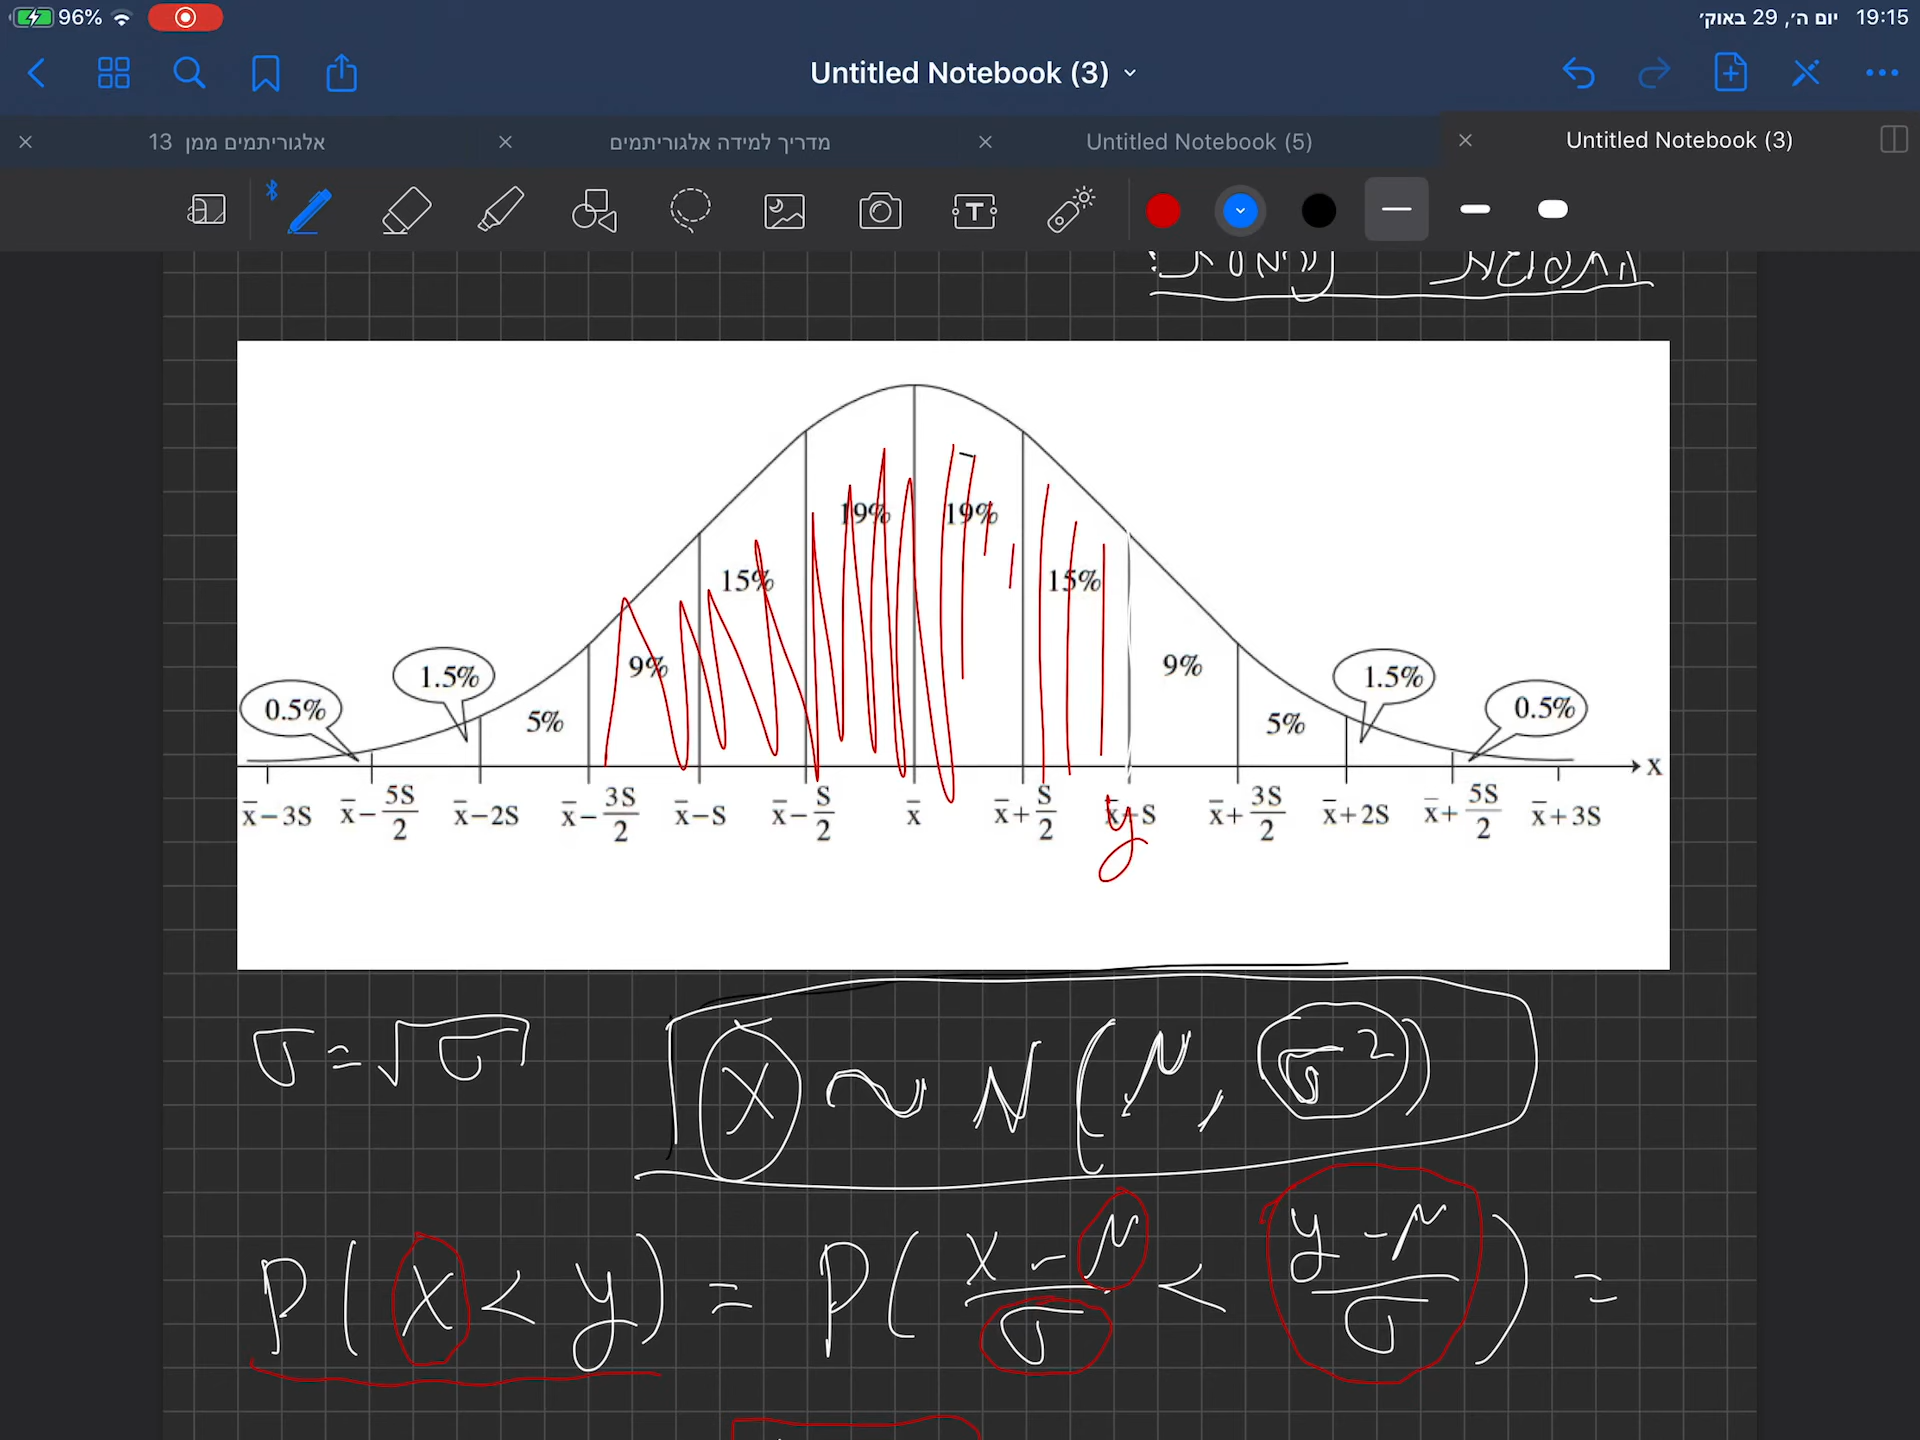 96% יום ה׳, 29 באוק׳ 19:15
Untitled Notebook (3)
אלגוריתמים ממן 13 מדריך למידה אלגוריתמים Untitled Notebook (5) Untitled Notebook (3)
T
19% 19%
15% 15%
9% 9%
1.5% 1.5%
0.5% 5% 5% 0.5%
x
x̄−3S x̄−5S/2 x̄−2S x̄−3S/2 x̄−S x̄−S/2 x̄ x̄+S/2 x̄+S x̄+3S/2 x̄+2S x̄+5S/2 x̄+3S
y
σ=√σ X ~ N(μ, σ²)
P(X<y) = P((X−μ)/σ < (y−μ)/σ) =